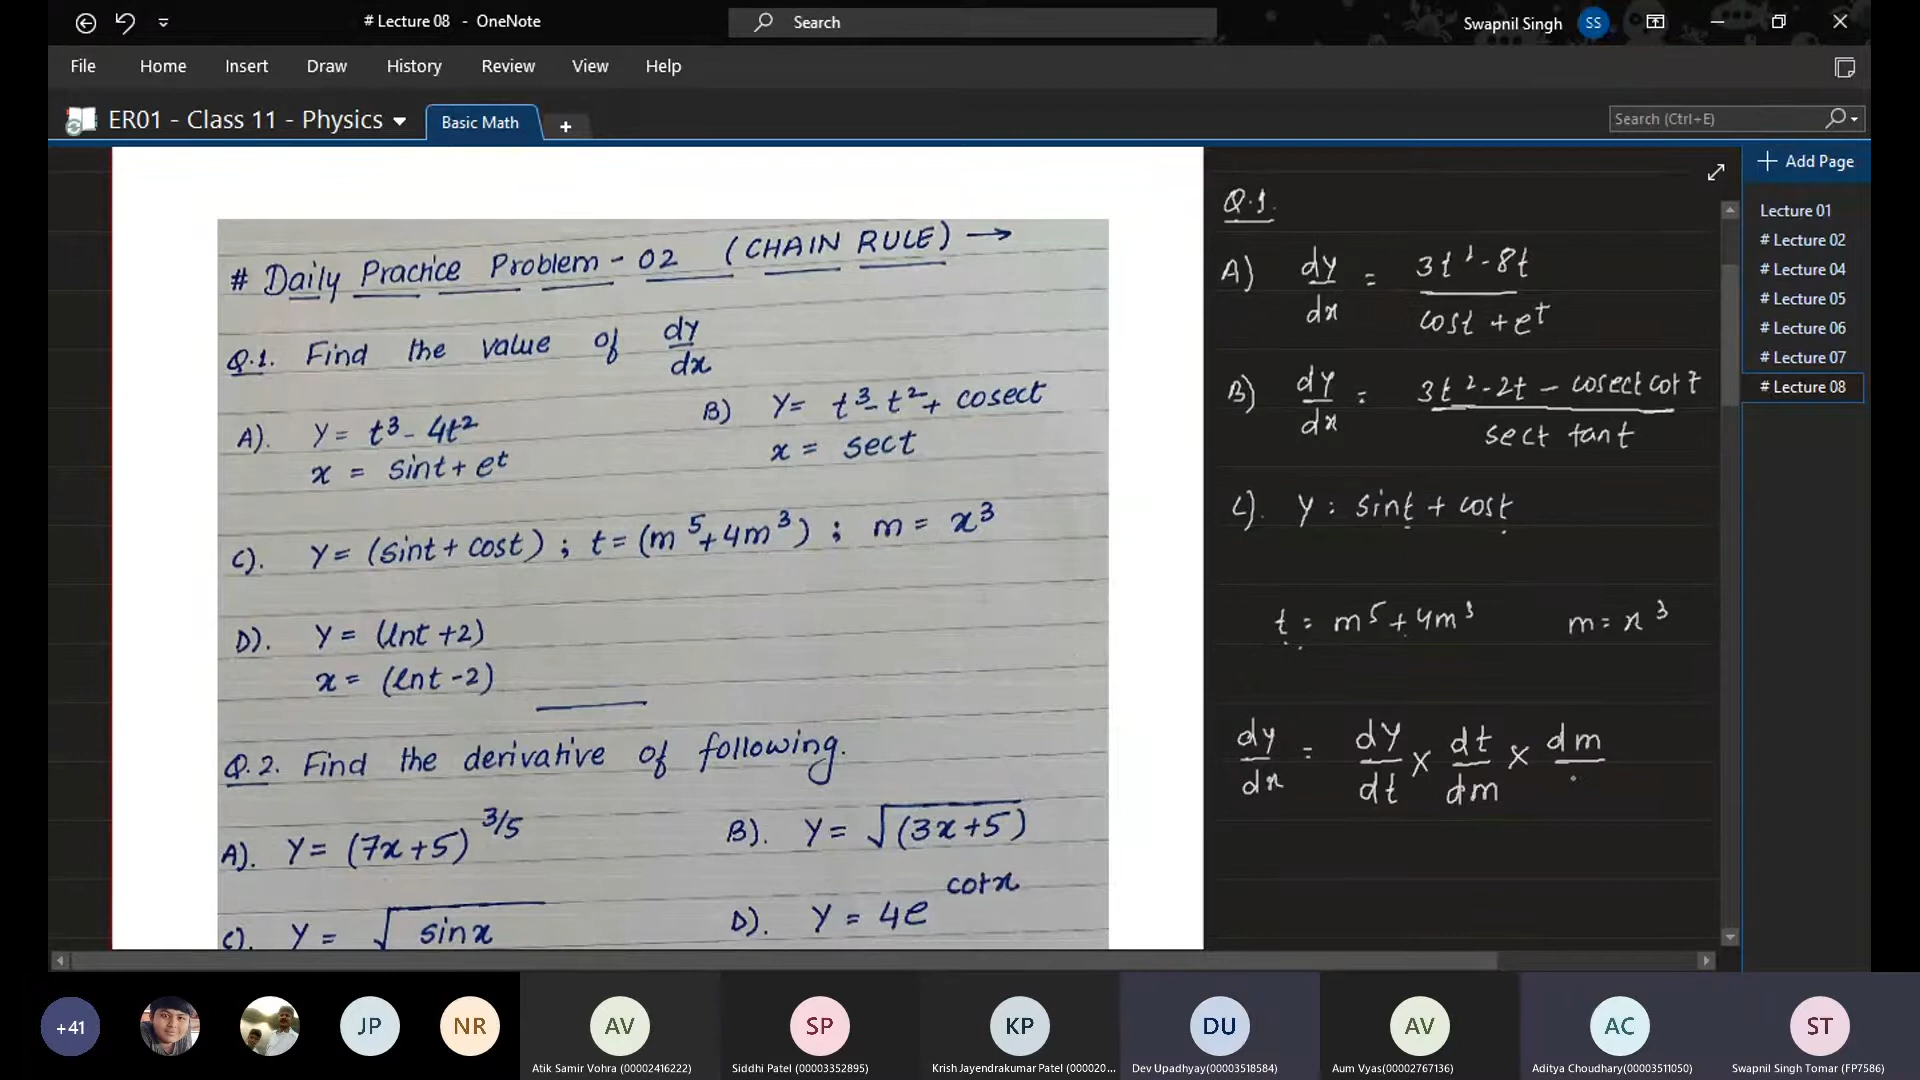 # Lecture 08 - OneNote
Search
Swapnil Singh SS
File Home Insert Draw History Review View Help
ER01 - Class 11 - Physics
Basic Math
+
Search (Ctrl+E)
+ Add Page
Lecture 01
# Lecture 02
# Lecture 04
# Lecture 05
# Lecture 06
# Lecture 07
# Lecture 08
# Daily Practice Problem - 02 (CHAIN RULE) →
Q.1. Find the value of dy/dx
A). Y = t³ - 4t²
x = sint + e^t
B) Y = t³ - t² + cosect
x = sect
C). Y = (sint + cost) ; t = (m⁵ + 4m³) ; m = x³
D). Y = (lnt + 2)
x = (lnt - 2)
Q.2. Find the derivative of following.
A). Y = (7x + 5)^3/5
B). Y = √(3x + 5)
C). Y = √sinx
D). Y = 4e^cotx
Q.1.
A) dy/dx = 3t² - 8t / cost + e^t
B) dy/dx = 3t² - 2t - cosect cot t / sect tant
C). Y = sint + cost
t = m⁵ + 4m³ m = x³
dy/dx = dy/dt × dt/dm × dm
+41
JP
NR
AV
SP
KP
DU
AV
AC
ST
Atik Samir Vohra (00002416222)
Siddhi Patel (00003352895)
Krish Jayendrakumar Patel (000020...
Dev Upadhyay(00003518584)
Aum Vyas(00002767136)
Aditya Choudhary(00003511050)
Swapnil Singh Tomar (FP7586)